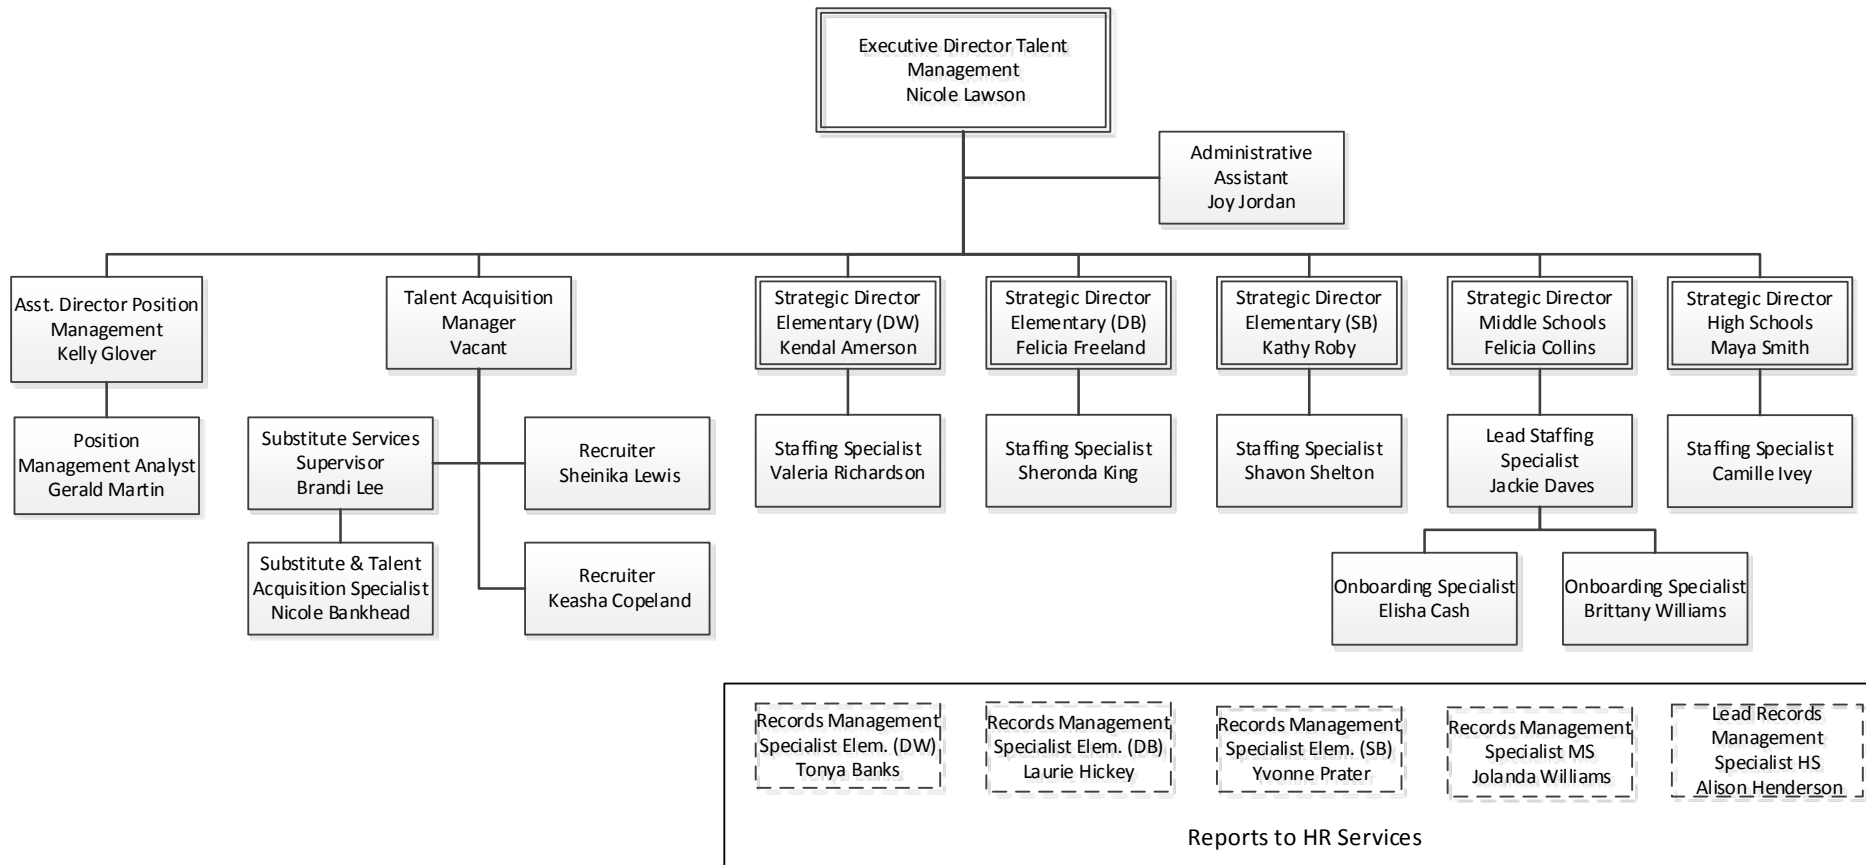 Executive Director Talent
Management
Nicole Lawson
Administrative
Assistant
Joy Jordan
Asst. Director Position
Management
Kelly Glover
Talent Acquisition
Manager
Vacant
Strategic Director
Elementary (DW)
Kendal Amerson
Strategic Director
Elementary (DB)
Felicia Freeland
Strategic Director
Elementary (SB)
Kathy Roby
Strategic Director
Middle Schools
Felicia Collins
Strategic Director
High Schools
Maya Smith
Position
Management Analyst
Gerald Martin
Substitute Services
Supervisor
Brandi Lee
Recruiter
Sheinika Lewis
Staffing Specialist
Valeria Richardson
Staffing Specialist
Sheronda King
Staffing Specialist
Shavon Shelton
Lead Staffing
Specialist
Jackie Daves
Staffing Specialist
Camille Ivey
Substitute & Talent
Acquisition Specialist
Nicole Bankhead
Recruiter
Keasha Copeland
Onboarding Specialist
Elisha Cash
Onboarding Specialist
Brittany Williams
Records Management
Specialist Elem. (DW)
Tonya Banks
Records Management
Specialist Elem. (DB)
Laurie Hickey
Records Management
Specialist Elem. (SB)
Yvonne Prater
Records Management
Specialist MS
Jolanda Williams
Lead Records
Management
Specialist HS
Alison Henderson
Reports to HR Services